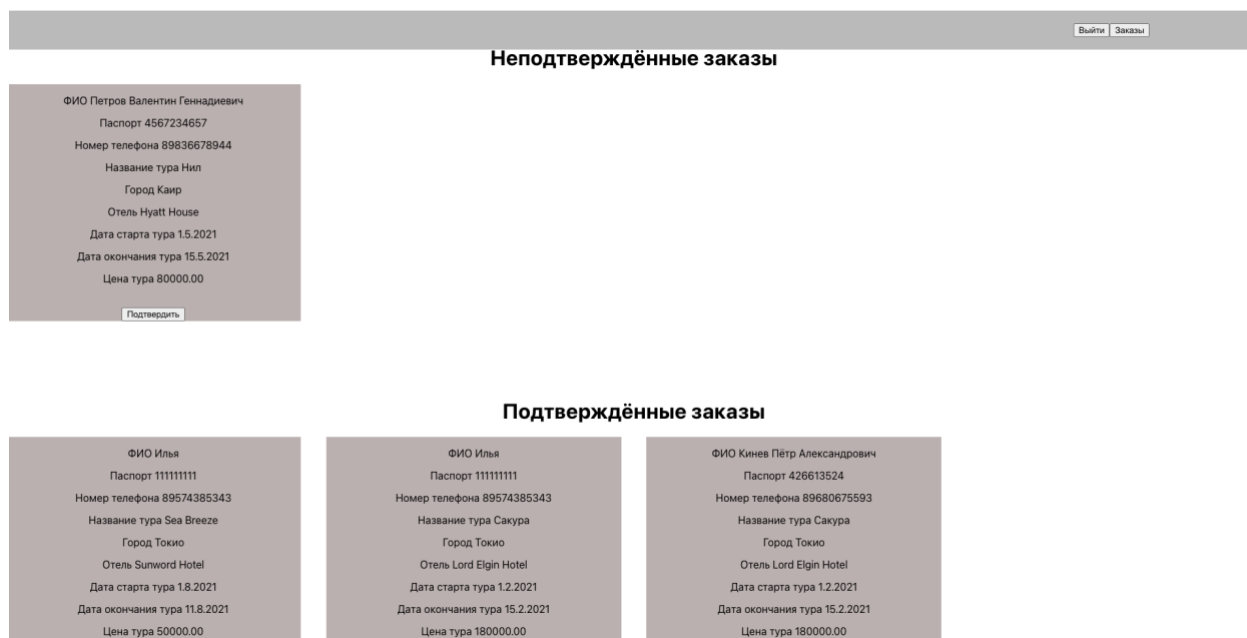 Выйти Заказы
Неподтверждённые заказы
ФИО Петров Валентин Геннадиевич
Паспорт 4567234657
Номер телефона 89836678944
Название тура Нил
Город Каир
Отель Hyatt House
Дата старта тура 1.5.2021
Дата окончания тура 15.5.2021
Цена тура 80000.00
Подтвердить
Подтверждённые заказы
ФИО Илья
Паспорт 111111111
Номер телефона 89574385343
Название тура Sea Breeze
Город Токио
Отель Sunword Hotel
Дата старта тура 1.8.2021
Дата окончания тура 11.8.2021
Цена тура 50000.00
ФИО Илья
Паспорт 111111111
Номер телефона 89574385343
Название тура Сакура
Город Токио
Отель Lord Elgin Hotel
Дата старта тура 1.2.2021
Дата окончания тура 15.2.2021
Цена тура 180000.00
ФИО Кинев Пётр Александрович
Паспорт 426613524
Номер телефона 89680675593
Название тура Сакура
Город Токио
Отель Lord Elgin Hotel
Дата старта тура 1.2.2021
Дата окончания тура 15.2.2021
Цена тура 180000.00